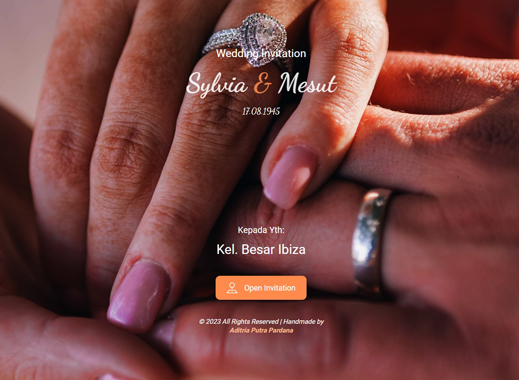 Wedding Invitation
Sylvia & Mesut
17.08.1945
Kepada Yth:
Kel. Besar Ibiza
Open Invitation
© 2023 All Rights Reserved | Handmade by
Aditria Putra Pardana